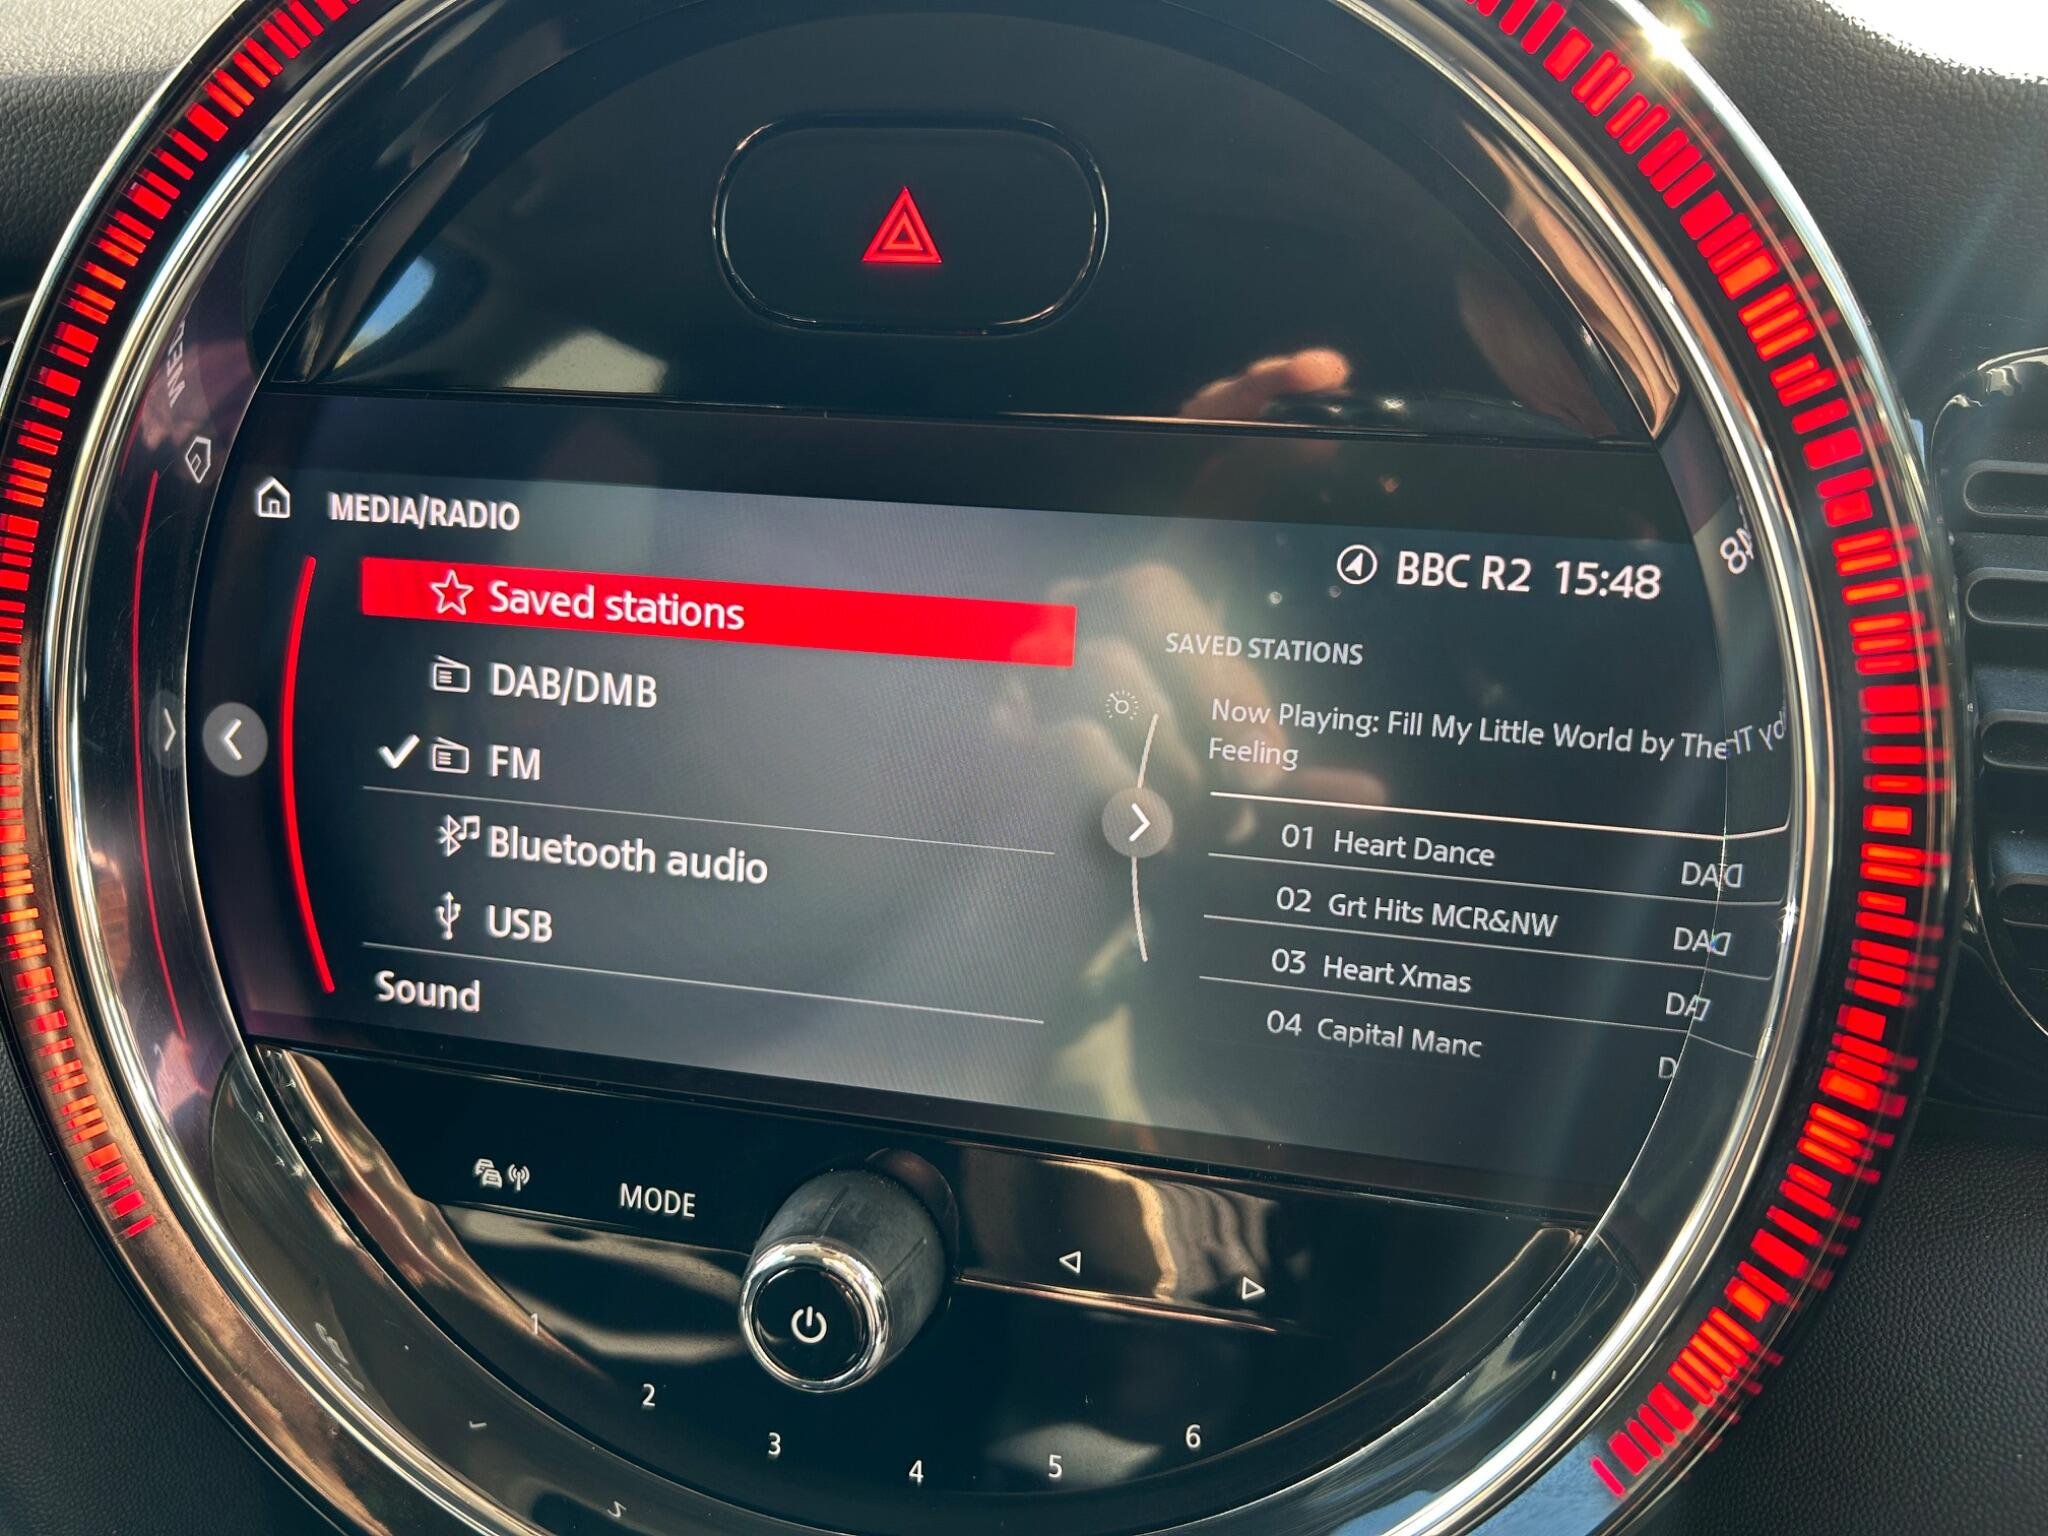 MEDIA/RADIO
BBC R2 15:48
Saved stations
DAB/DMB
FM
Bluetooth audio
USB
Sound
SAVED STATIONS
Now Playing: Fill My Little World by The
Feeling
01 Heart Dance
02 Grt Hits MCR&NW
03 Heart Xmas
04 Capital Manc
MODE
1
2
3
4
5
6